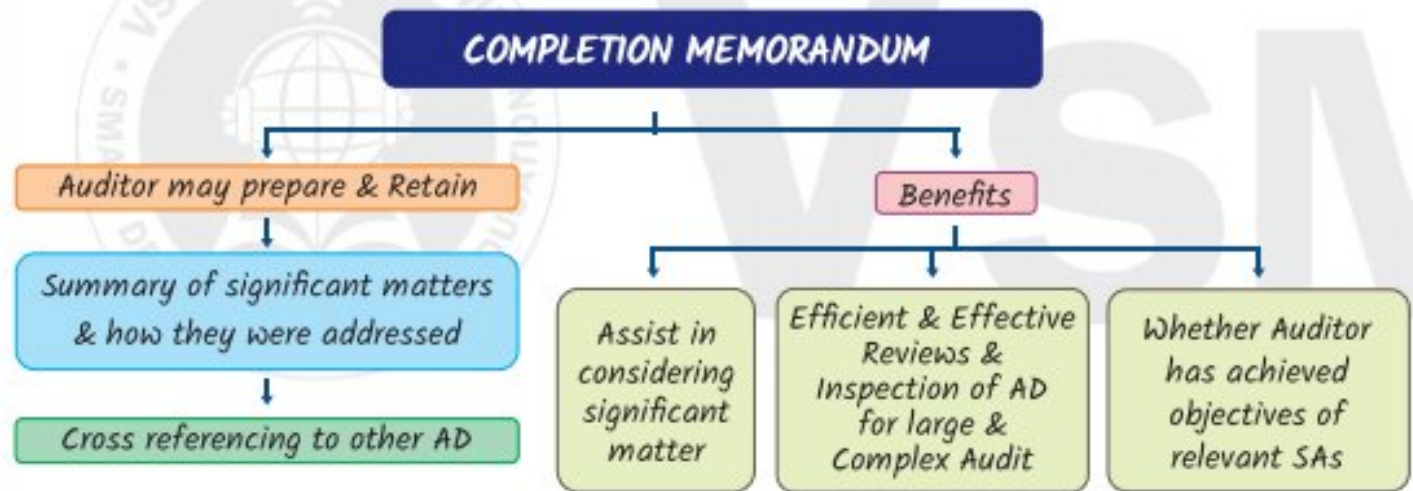 COMPLETION MEMORANDUM
Auditor may prepare & Retain
Summary of significant matters
& how they were addressed
Cross referencing to other AD
Benefits
Assist in
considering
significant
matter
Efficient & Effective
Reviews &
Inspection of AD
for large &
Complex Audit
Whether Auditor
has achieved
objectives of
relevant SAs
VSM